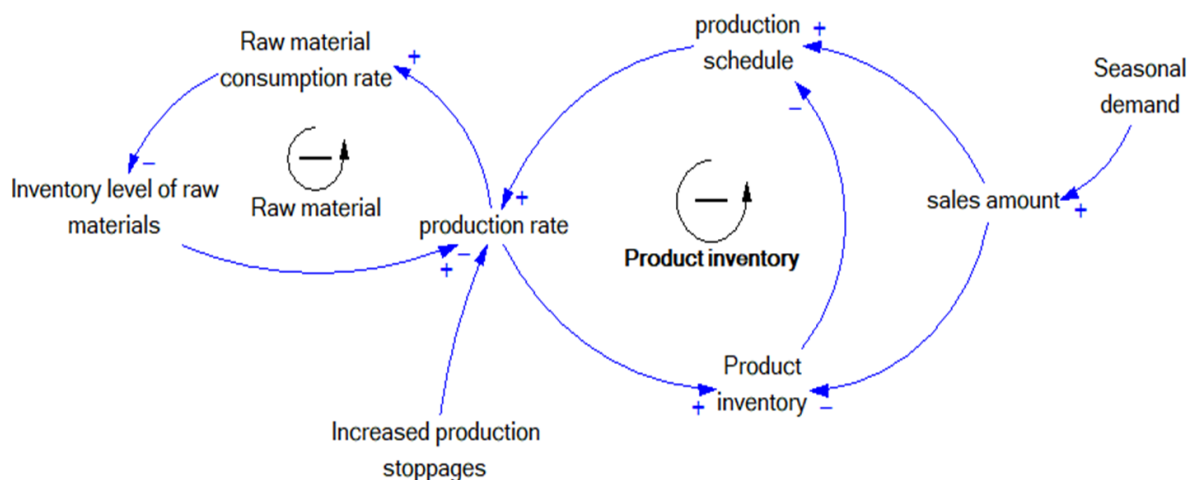 Raw material
consumption rate
+
production
schedule
+
Seasonal
demand
−
−
Inventory level of raw
materials
−
Raw material
production rate
+
−
Product inventory
sales amount
+
+
−
Product
inventory
+
−
Increased production
stoppages